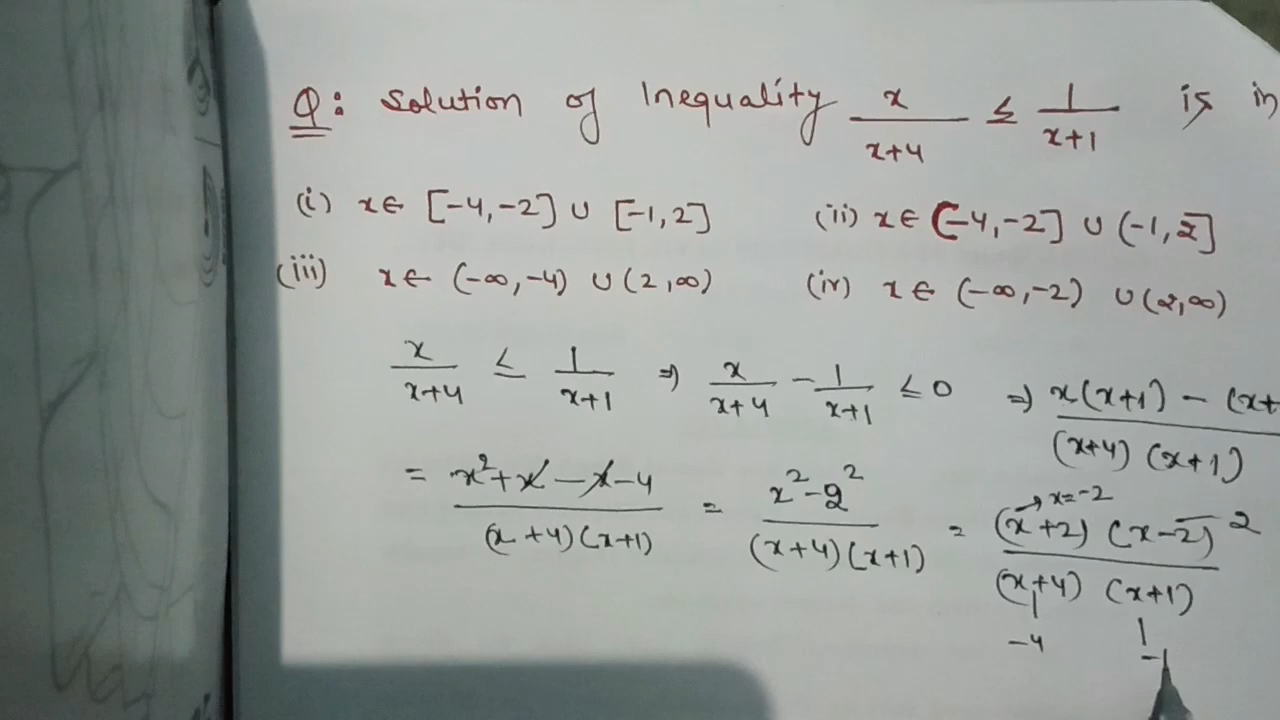 Q: Solution of Inequality x/(x+4) ≤ 1/(x+1) is in
(i) x∈ [-4,-2] ∪ [-1,2] (ii) x∈ (-4,-2] ∪ (-1,2]
(iii) x∈ (-∞,-4) ∪ (2,∞) (iv) x∈ (-∞,-2) ∪ (2,∞)
x/(x+4) ≤ 1/(x+1) ⇒ x/(x+4) - 1/(x+1) ≤ 0 ⇒ x(x+1) - (x+ / (x+4)(x+1)
= x²+x-x-4 / (x+4)(x+1) = x²-2² / (x+4)(x+1) = (x+2)(x-2) / (x+4)(x+1)
→ x=-2
2
-4 -1